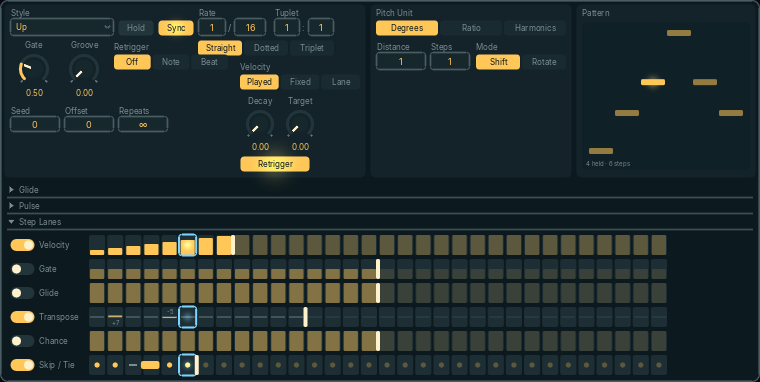 Style
Up
Hold
Sync
Rate
1 / 16
Tuplet
1 : 1
Straight
Dotted
Triplet
Gate
0.50
Groove
0.00
Retrigger
Off
Note
Beat
Velocity
Played
Fixed
Lane
Decay
0.00
Target
0.00
Retrigger
Seed
0
Offset
0
Repeats
∞
Pitch Unit
Degrees
Ratio
Harmonics
Distance
1
Steps
1
Mode
Shift
Rotate
Pattern
4 held · 6 steps
Glide
Pulse
Step Lanes
Velocity
Gate
Glide
Transpose
+7
-5
Chance
Skip / Tie